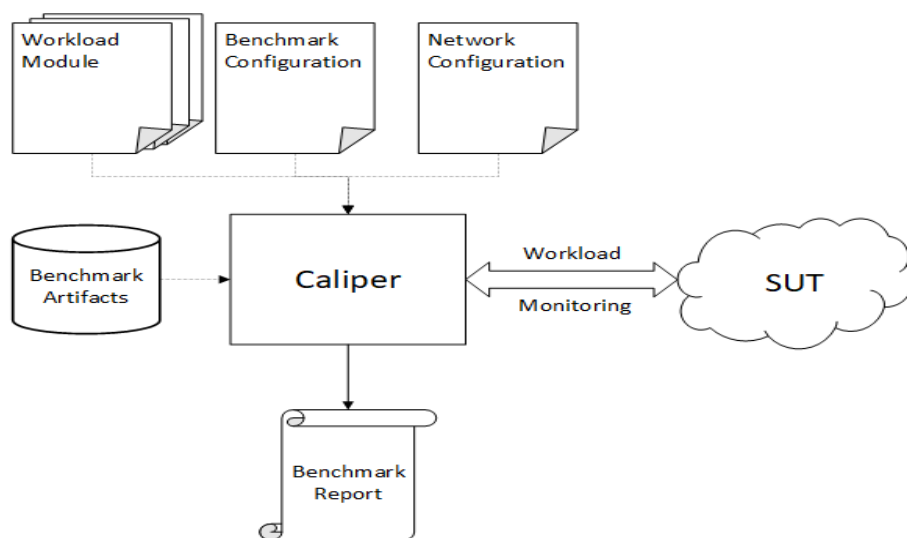 Workload
Module
Benchmark
Configuration
Network
Configuration
Benchmark
Artifacts
Caliper
Workload
Monitoring
SUT
Benchmark
Report